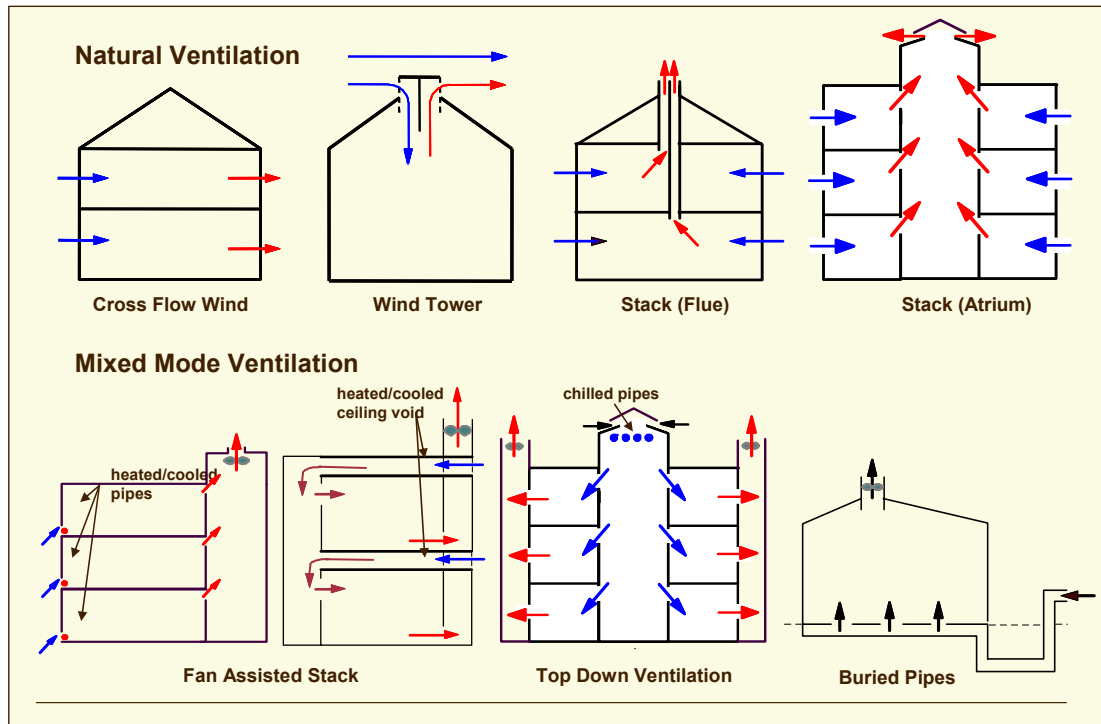 Natural Ventilation
Cross Flow Wind
Wind Tower
Stack (Flue)
Stack (Atrium)
Mixed Mode Ventilation
heated/cooled
pipes
heated/cooled
ceiling void
chilled pipes
Fan Assisted Stack
Top Down Ventilation
Buried Pipes